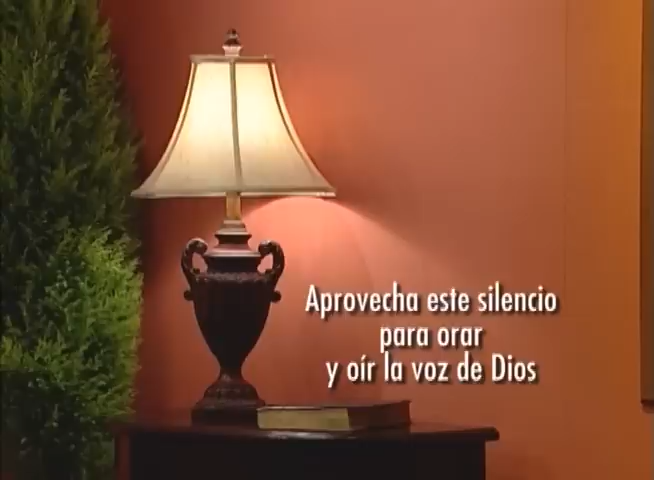 Aprovecha este silencio
para orar
y oír la voz de Dios